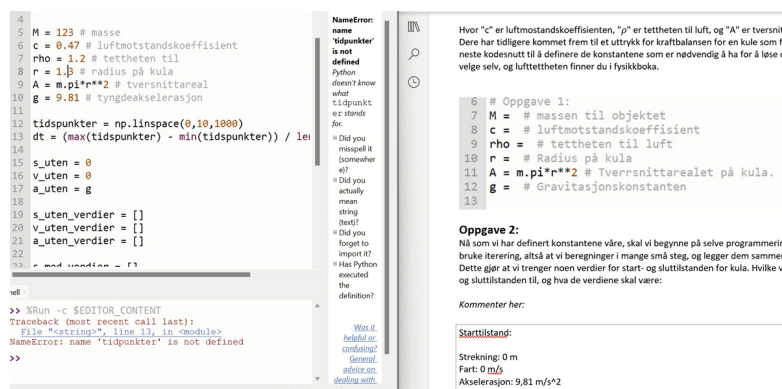 4
5 M = 123 # masse
6 c = 0.47 # luftmotstandskoeffisient
7 rho = 1.2 # tettheten til
8 r = 1.3 # radius på kula
9 A = m.pi*r**2 # tversnittareal
10 g = 9.81 # tyngdeakselerasjon
11
12 tidspunkter = np.linspace(0,10,1000)
13 dt = (max(tidspunkter) - min(tidspunkter)) / le
14
15 s_uten = 0
16 v_uten = 0
17 a_uten = g
18
19 s_uten_verdier = []
20 v_uten_verdier = []
21 a_uten_verdier = []
22
23 s_med_verdier = []
ell
>> %Run -c $EDITOR_CONTENT
Traceback (most recent call last):
File "<string>", line 13, in <module>
NameError: name 'tidpunkter' is not defined
>>
NameError:
name
'tidpunkter'
is not
defined
Python
doesn't know
what
tidpunkt
er stands
for.
Did you
misspell it
(somewher
e)?
Did you
actually
mean
string
(text)?
Did you
forget to
import it?
Has Python
executed
the
definition?
Was it
helpful or
confusing?
General
advice on
dealing with
Hvor "c" er luftmostandskoeffisienten, "ρ" er tettheten til luft, og "A" er tversnit
Dere har tidligere kommet frem til et uttrykk for kraftbalansen for en kule som f
neste kodesnutt til å definere de konstantene som er nødvendig å ha for å løse
velge selv, og lufttettheten finner du i fysikkboka.
6 # Oppgave 1:
7 M = # massen til objektet
8 c = # luftmotstandskoeffisienten
9 rho = # tettheten til luft
10 r = # Radius på kula
11 A = m.pi*r**2 # Tverrsnittarealet på kula.
12 g = # Gravitasjonskonstanten
13
Oppgave 2:
Nå som vi har definert konstantene våre, skal vi begynne på selve programmerin
bruke iterering, altså at vi beregninger i mange små steg, og legger dem sammen
Dette gjør at vi trenger noen verdier for start- og sluttilstanden for kula. Hvilke v
og sluttilstanden til, og hva de verdiene skal være:
Kommenter her:
Starttilstand:
Strekning: 0 m
Fart: 0 m/s
Akselerasjon: 9,81 m/s^2